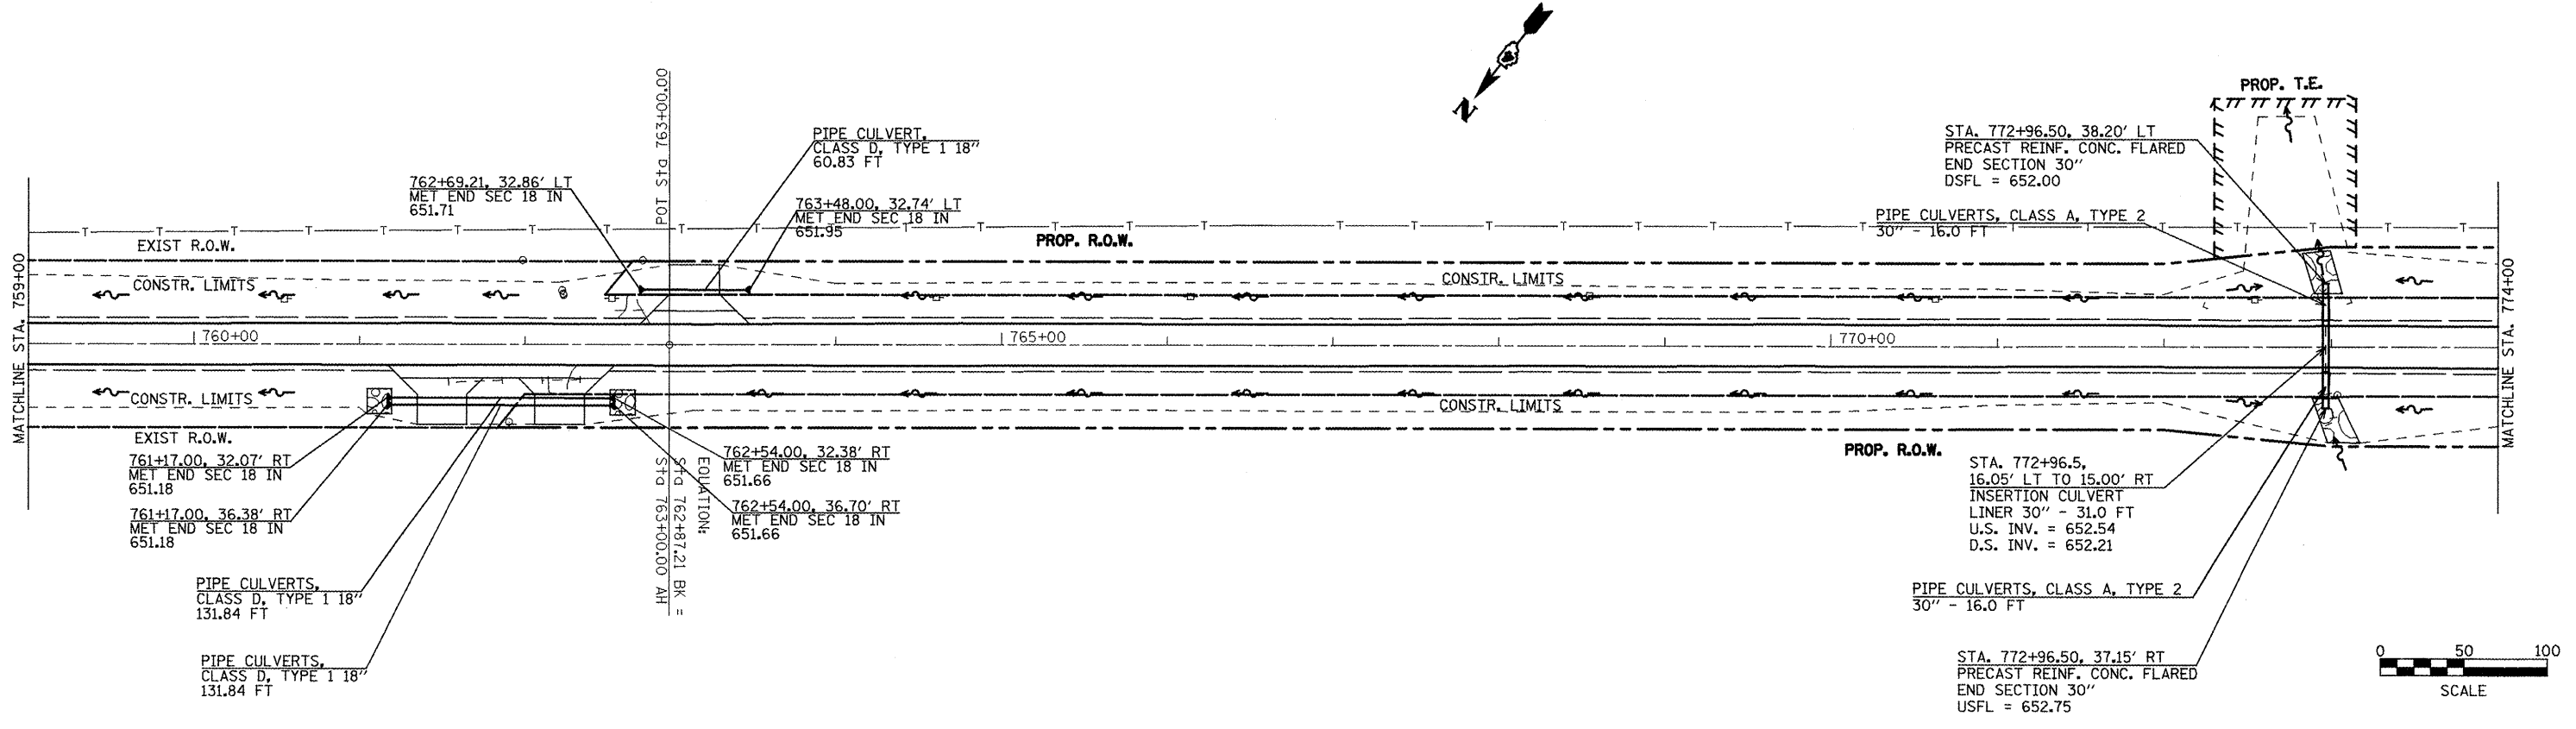 N
PROP. T.E.
POT Sta 763+00.00
PIPE CULVERT,
CLASS D, TYPE 1 18"
60.83 FT
762+69.21, 32.86' LT
MET END SEC 18 IN
651.71
763+48.00, 32.74' LT
MET END SEC 18 IN
651.95
STA. 772+96.50, 38.20' LT
PRECAST REINF. CONC. FLARED
END SECTION 30"
DSFL = 652.00
PIPE CULVERTS, CLASS A, TYPE 2
30" - 16.0 FT
T T T T T T T T T T T T T T T T T T T T T T T T T T T T T T T T T
EXIST R.O.W.
PROP. R.O.W.
CONSTR. LIMITS
CONSTR. LIMITS
MATCHLINE STA. 759+00
MATCHLINE STA. 774+00
760+00
765+00
770+00
CONSTR. LIMITS
CONSTR. LIMITS
EXIST R.O.W.
PROP. R.O.W.
761+17.00, 32.07' RT
MET END SEC 18 IN
651.18
761+17.00, 36.38' RT
MET END SEC 18 IN
651.18
EQUATION:
Sta 762+87.21 BK =
Sta 763+00.00 AH
762+54.00, 32.38' RT
MET END SEC 18 IN
651.66
762+54.00, 36.70' RT
MET END SEC 18 IN
651.66
STA. 772+96.5,
16.05' LT TO 15.00' RT
INSERTION CULVERT
LINER 30" - 31.0 FT
U.S. INV. = 652.54
D.S. INV. = 652.21
PIPE CULVERTS,
CLASS D, TYPE 1 18"
131.84 FT
PIPE CULVERTS,
CLASS D, TYPE 1 18"
131.84 FT
PIPE CULVERTS, CLASS A, TYPE 2
30" - 16.0 FT
STA. 772+96.50, 37.15' RT
PRECAST REINF. CONC. FLARED
END SECTION 30"
USFL = 652.75
0 50 100
SCALE